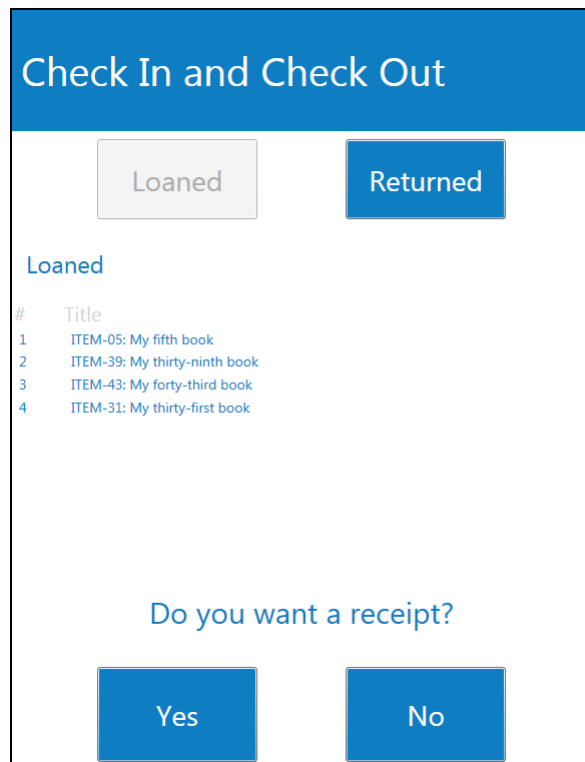 Check In and Check Out
Loaned Returned
Loaned
# Title
1 ITEM-05: My fifth book
2 ITEM-39: My thirty-ninth book
3 ITEM-43: My forty-third book
4 ITEM-31: My thirty-first book
Do you want a receipt?
Yes No